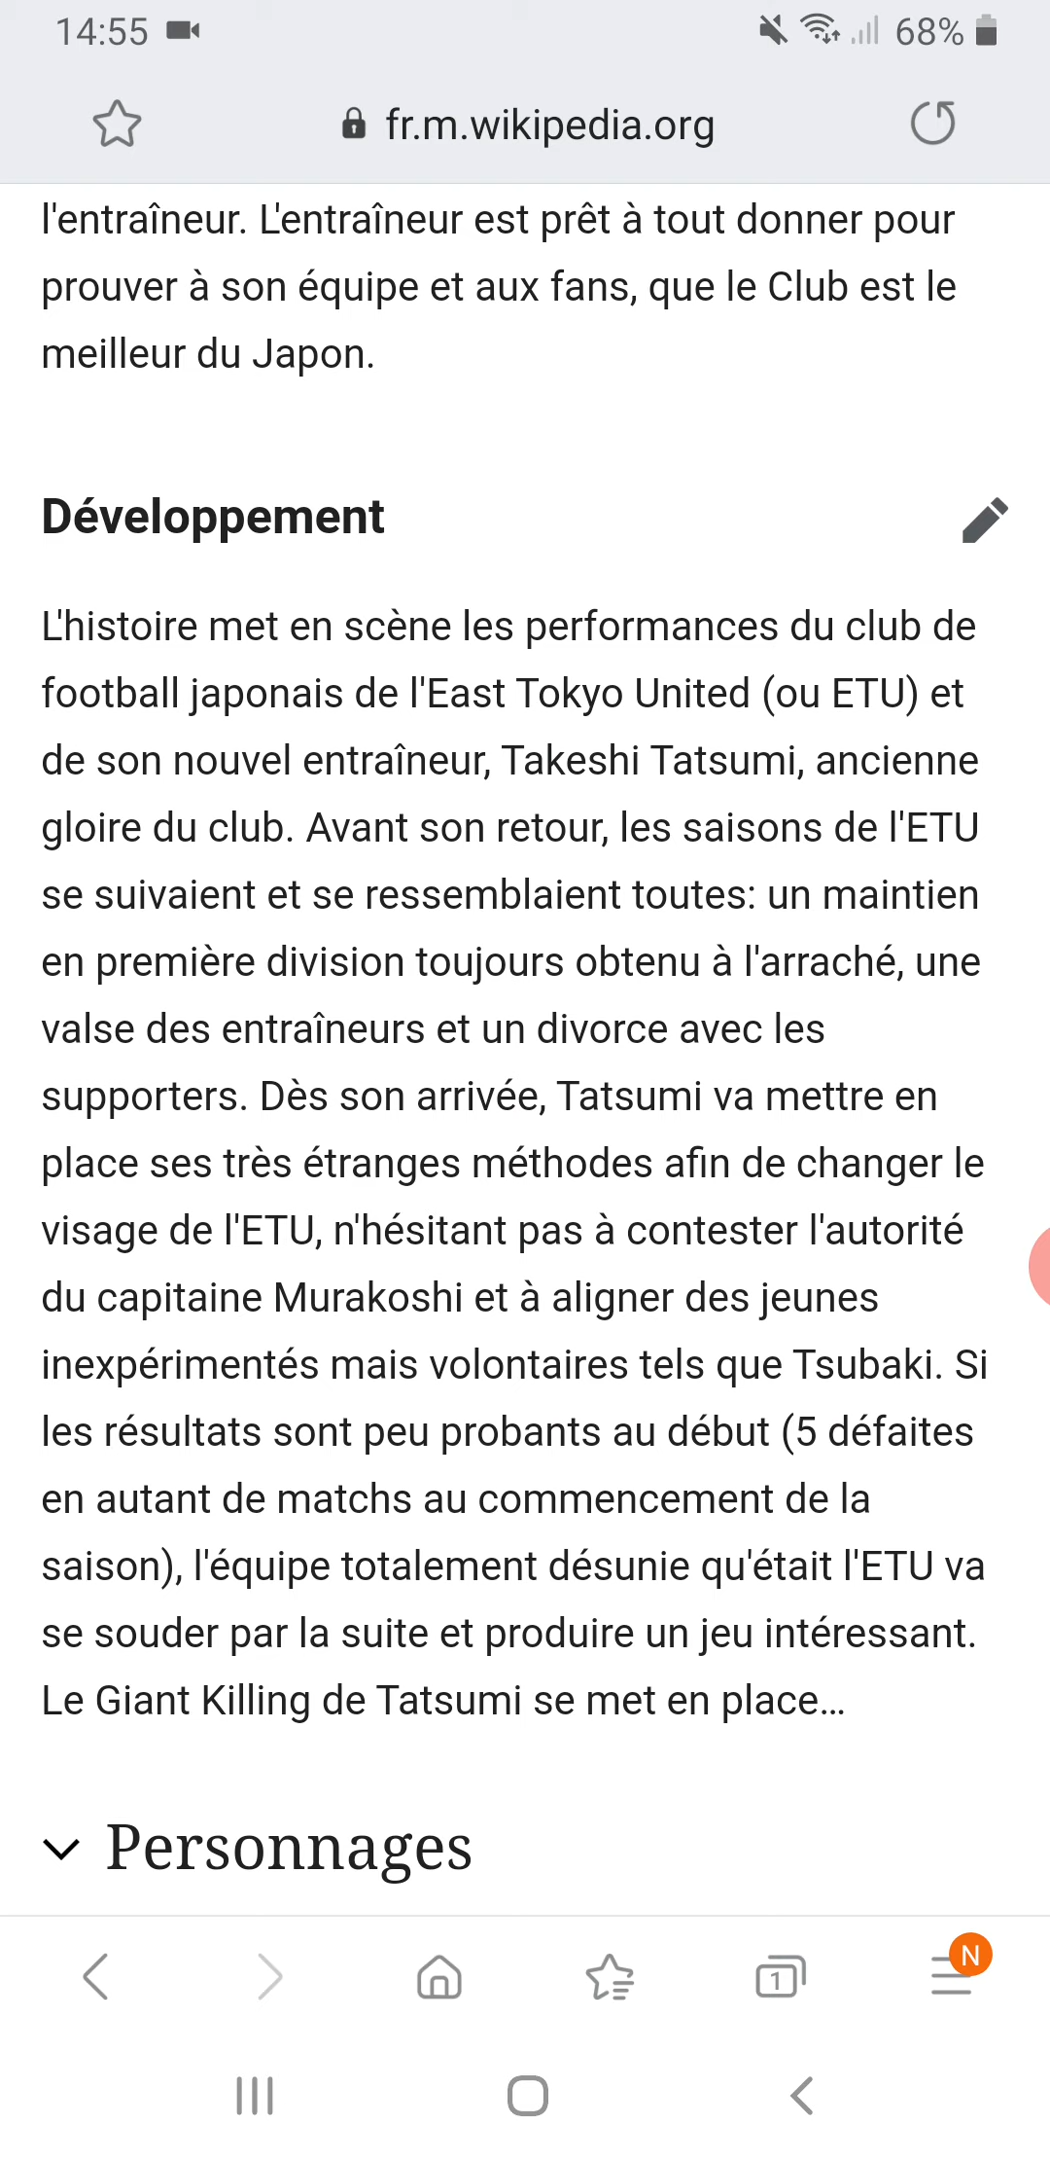 14:55
68%
fr.m.wikipedia.org
l'entraîneur. L'entraîneur est prêt à tout donner pour
prouver à son équipe et aux fans, que le Club est le
meilleur du Japon.
Développement
L'histoire met en scène les performances du club de
football japonais de l'East Tokyo United (ou ETU) et
de son nouvel entraîneur, Takeshi Tatsumi, ancienne
gloire du club. Avant son retour, les saisons de l'ETU
se suivaient et se ressemblaient toutes: un maintien
en première division toujours obtenu à l'arraché, une
valse des entraîneurs et un divorce avec les
supporters. Dès son arrivée, Tatsumi va mettre en
place ses très étranges méthodes afin de changer le
visage de l'ETU, n'hésitant pas à contester l'autorité
du capitaine Murakoshi et à aligner des jeunes
inexpérimentés mais volontaires tels que Tsubaki. Si
les résultats sont peu probants au début (5 défaites
en autant de matchs au commencement de la
saison), l'équipe totalement désunie qu'était l'ETU va
se souder par la suite et produire un jeu intéressant.
Le Giant Killing de Tatsumi se met en place...
Personnages
1
N